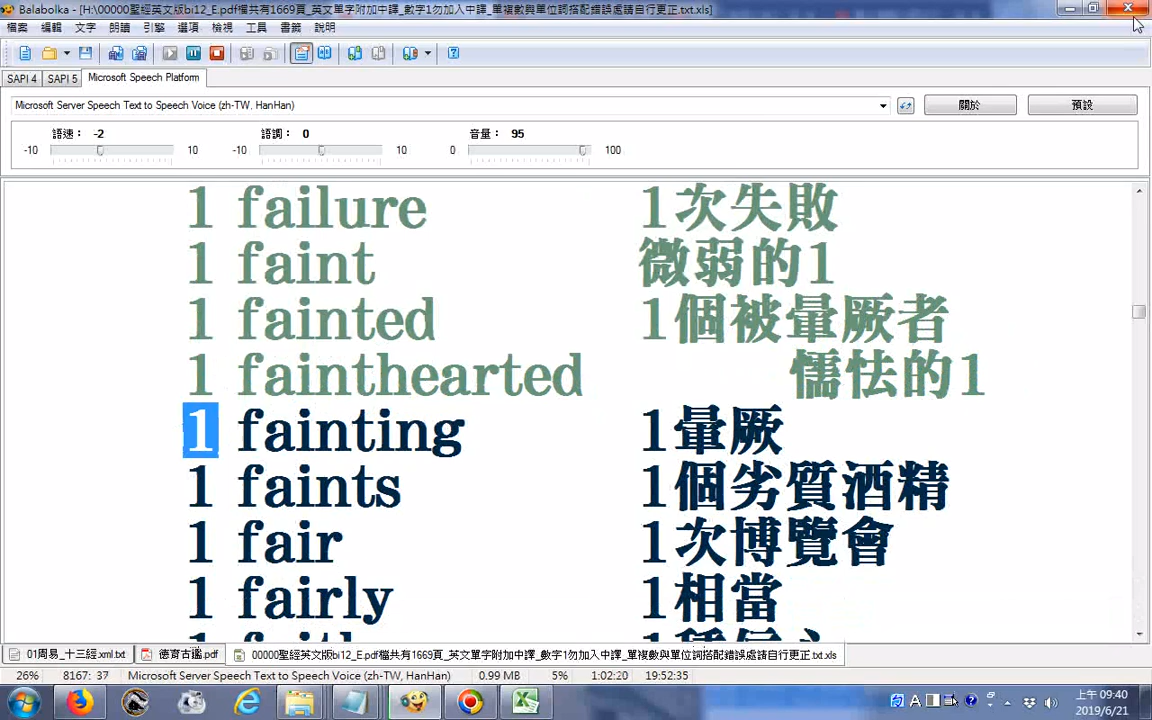 Balabolka - [H:\00000聖經英文版bi12_E.pdf檔共有1669頁_英文單字附加中譯_數字1勿加入中譯_單複數與單位詞搭配錯誤處請自行更正.txt.xls]
檔案 編輯 文字 朗讀 引擎 選項 檢視 工具 書籤 說明
SAPI 4 SAPI 5 Microsoft Speech Platform
Microsoft Server Speech Text to Speech Voice (zh-TW, HanHan) 關於 預設
語速： -2 語調： 0 音量： 95
-10 10 -10 10 0 100
1 failure 1次失敗
1 faint 微弱的1
1 fainted 1個被暈厥者
1 fainthearted 懦怯的1
1 fainting 1暈厥
1 faints 1個劣質酒精
1 fair 1次博覽會
1 fairly 1相當
01周易_十三經.xml.txt 德育古鑑.pdf 00000聖經英文版bi12_E.pdf檔共有1669頁_英文單字附加中譯_數字1勿加入中譯_單複數與單位詞搭配錯誤處請自行更正.txt.xls
26% 8167: 37 Microsoft Server Speech Text to Speech Voice (zh-TW, HanHan) 0.99 MB 5% 1:02:20 19:52:35
上午 09:40
2019/6/21